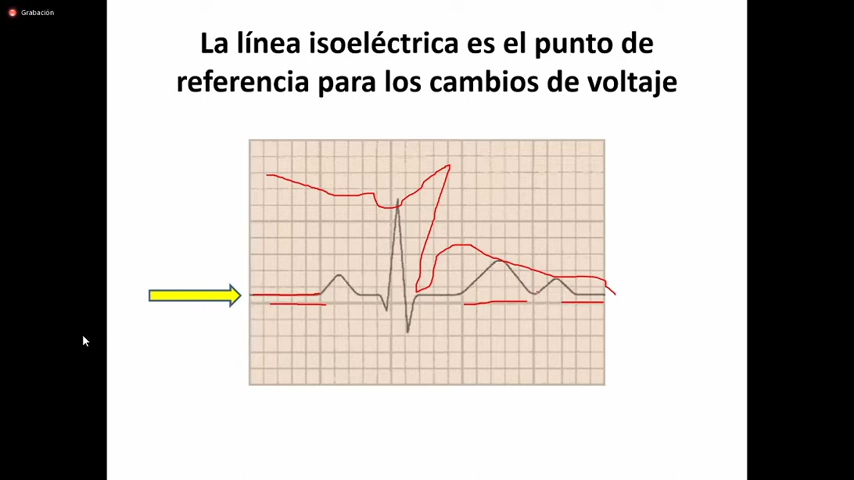 Grabación
La línea isoeléctrica es el punto de
referencia para los cambios de voltaje